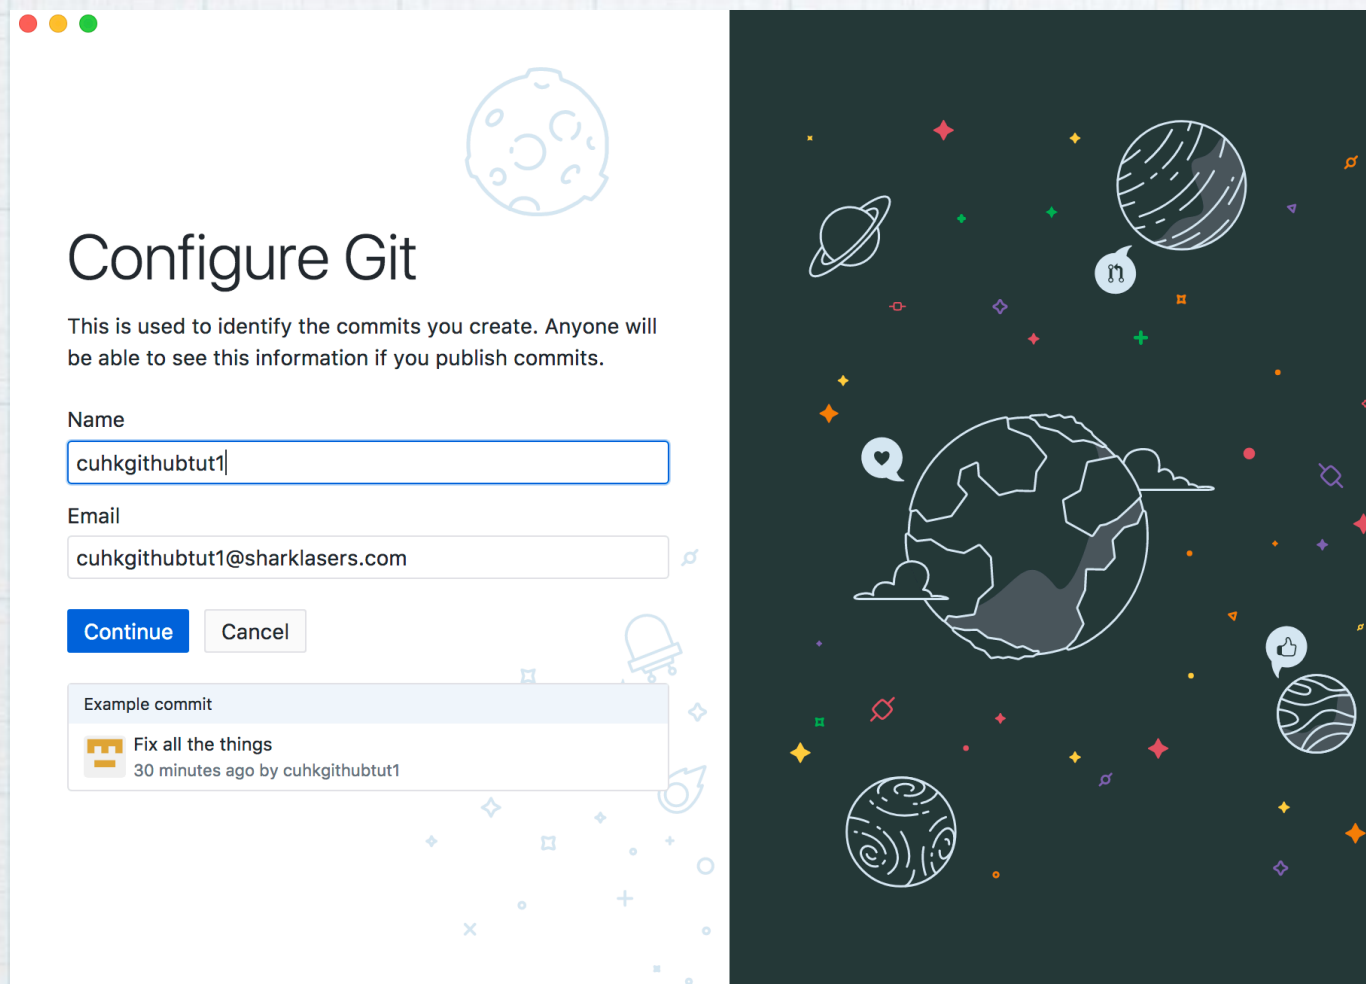 Configure Git
This is used to identify the commits you create. Anyone will
be able to see this information if you publish commits.
Name
cuhkgithubtut1
Email
cuhkgithubtut1@sharklasers.com
Continue Cancel
Example commit
Fix all the things
30 minutes ago by cuhkgithubtut1